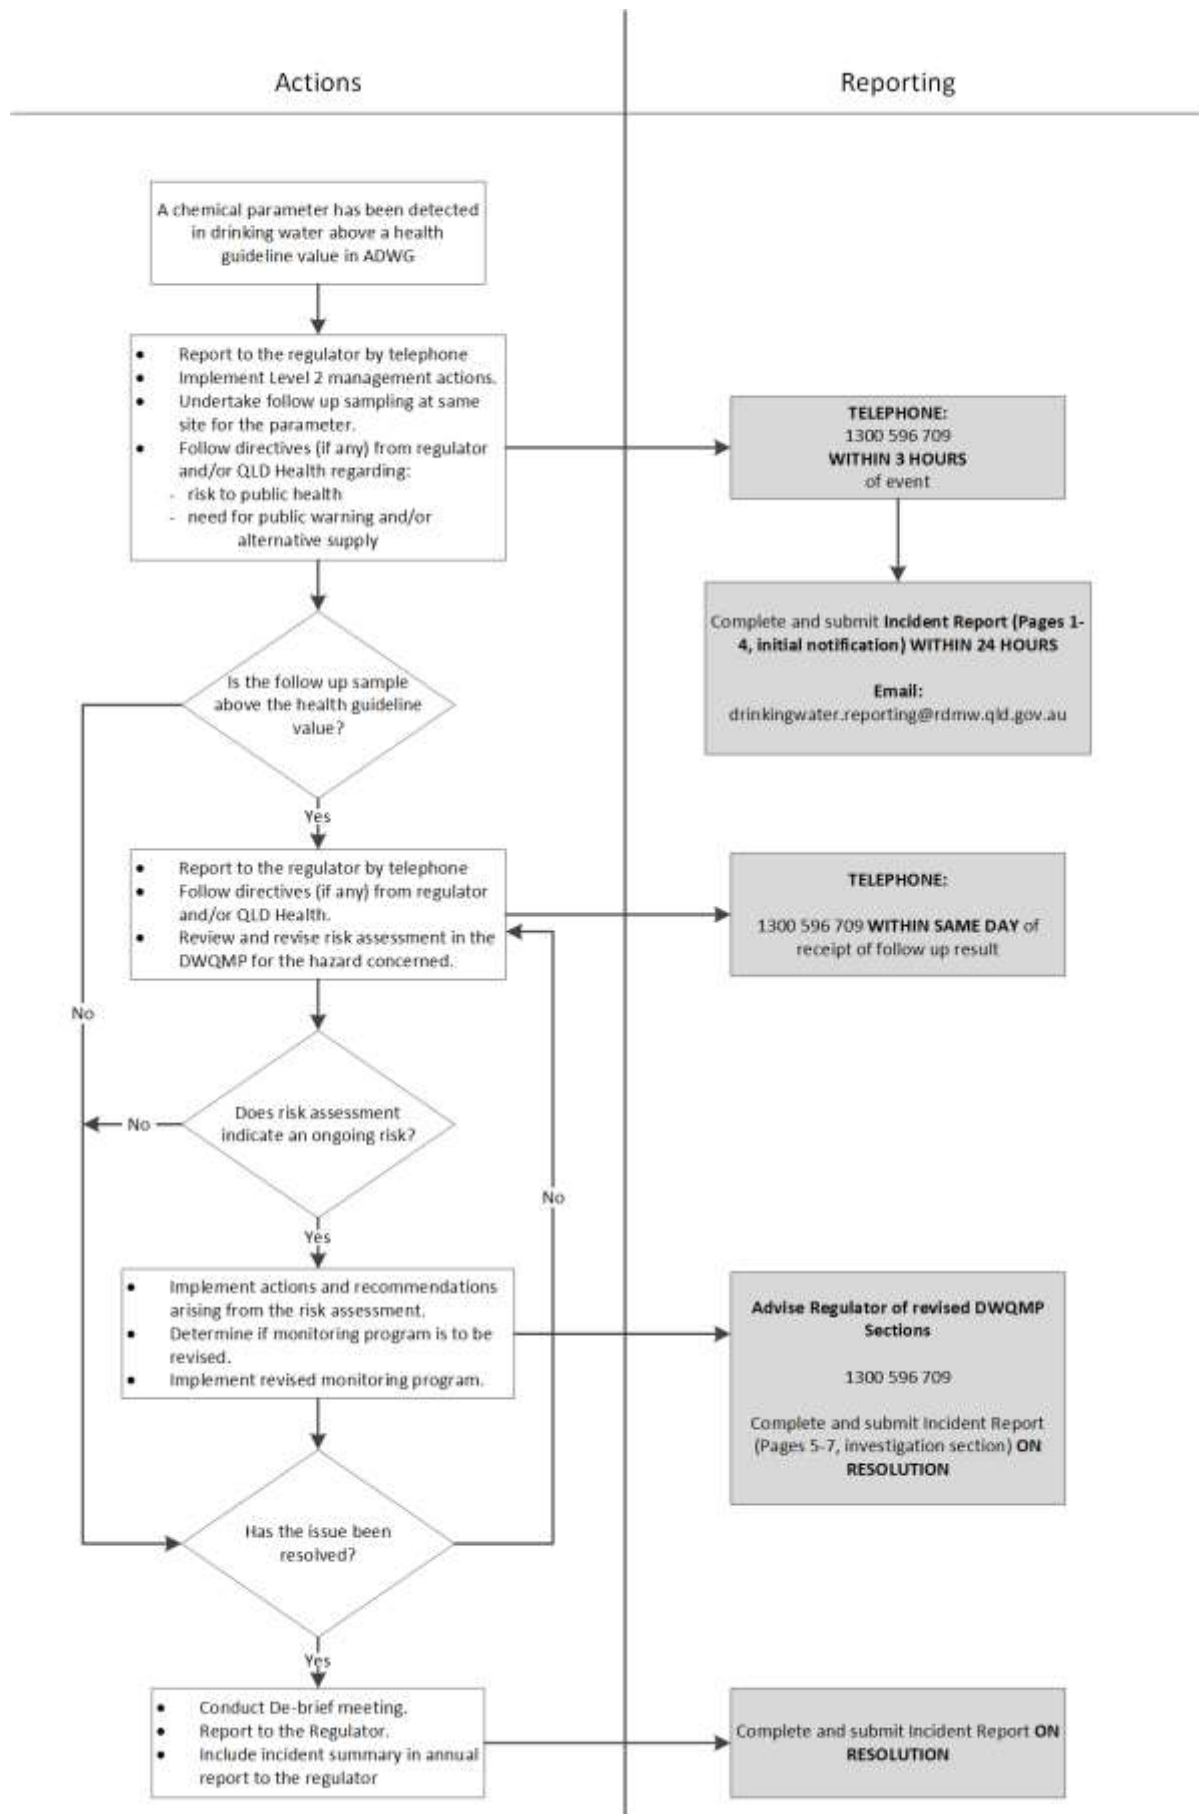 Actions
Reporting
A chemical parameter has been detected
in drinking water above a health
guideline value in ADWG
● Report to the regulator by telephone
● Implement Level 2 management actions.
● Undertake follow up sampling at same
site for the parameter.
● Follow directives (if any) from regulator
and/or QLD Health regarding:
- risk to public health
- need for public warning and/or
alternative supply
TELEPHONE:
1300 596 709
WITHIN 3 HOURS
of event
Complete and submit Incident Report (Pages 1-
4, initial notification) WITHIN 24 HOURS
Email:
drinkingwater.reporting@rdmw.qld.gov.au
Is the follow up sample
above the health guideline
value?
Yes
No
● Report to the regulator by telephone
● Follow directives (if any) from regulator
and/or QLD Health.
● Review and revise risk assessment in the
DWQMP for the hazard concerned.
TELEPHONE:
1300 596 709 WITHIN SAME DAY of
receipt of follow up result
Does risk assessment
indicate an ongoing risk?
No
Yes
No
● Implement actions and recommendations
arising from the risk assessment.
● Determine if monitoring program is to be
revised.
● Implement revised monitoring program.
Advise Regulator of revised DWQMP
Sections
1300 596 709
Complete and submit Incident Report
(Pages 5-7, investigation section) ON
RESOLUTION
Has the issue been
resolved?
Yes
● Conduct De-brief meeting.
● Report to the Regulator.
● Include incident summary in annual
report to the regulator
Complete and submit Incident Report ON
RESOLUTION